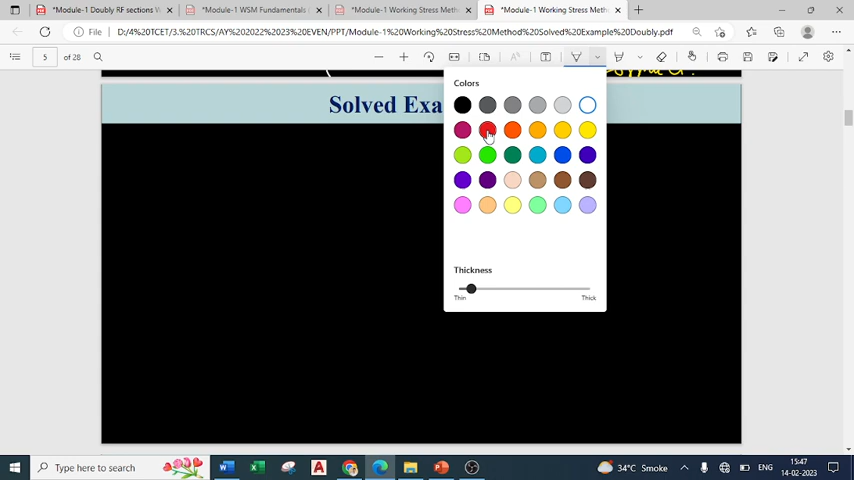 *Module-1 Doubly RF sections W
*Module-1 WSM Fundamentals
*Module-1 Working Stress Meth
*Module-1 Working Stress Meth
File
D:/4%20TCET/3.%20TRCS/AY%202022%2023%20EVEN/PPT/Module-1%20Working%20Stress%20Method%20Solved%20Example%20Doubly.pdf
5 of 28
Solved Exa
Colors
Thickness
Thin Thick
Type here to search
34°C Smoke
ENG
15:47
14-02-2023